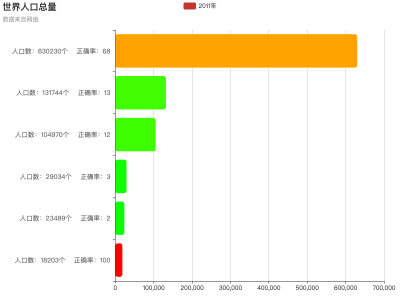 世界人口总量
2011年
数据来自网络
人口数：630230个 正确率：68
人口数：131744个 正确率：13
人口数：104970个 正确率：12
人口数：29034个 正确率：3
人口数：23489个 正确率：2
人口数：18203个 正确率：100
0 100,000 200,000 300,000 400,000 500,000 600,000 700,000